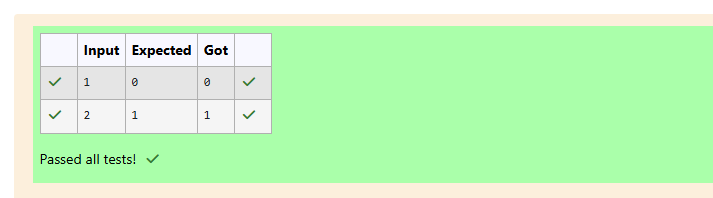 Input Expected Got
1 0 0
2 1 1
Passed all tests!